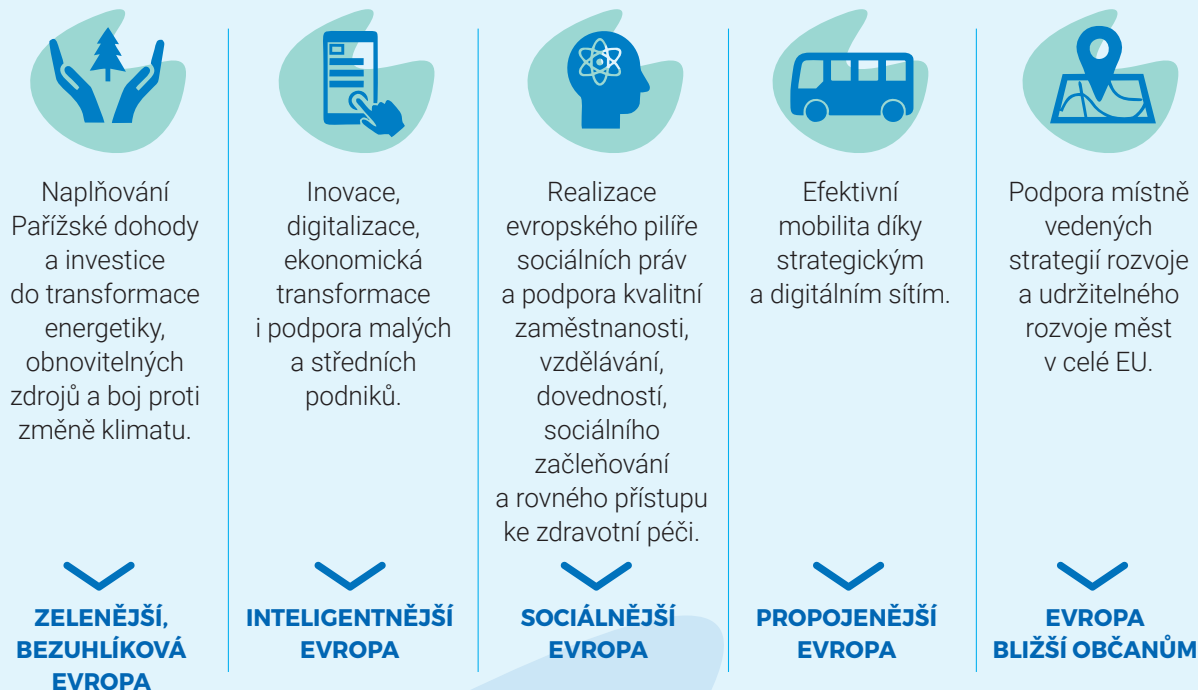 Naplňování
Pařížské dohody
a investice
do transformace
energetiky,
obnovitelných
zdrojů a boj proti
změně klimatu.
ZELENĚJŠÍ,
BEZUHLÍKOVÁ
EVROPA
Inovace,
digitalizace,
ekonomická
transformace
i podpora malých
a středních
podniků.
INTELIGENTNĚJŠÍ
EVROPA
Realizace
evropského pilíře
sociálních práv
a podpora kvalitní
zaměstnanosti,
vzdělávání,
dovedností,
sociálního
začleňování
a rovného přístupu
ke zdravotní péči.
SOCIÁLNĚJŠÍ
EVROPA
Efektivní
mobilita díky
strategickým
a digitálním sítím.
PROPOJENĚJŠÍ
EVROPA
Podpora místně
vedených
strategií rozvoje
a udržitelného
rozvoje měst
v celé EU.
EVROPA
BLIŽŠÍ OBČANŮM